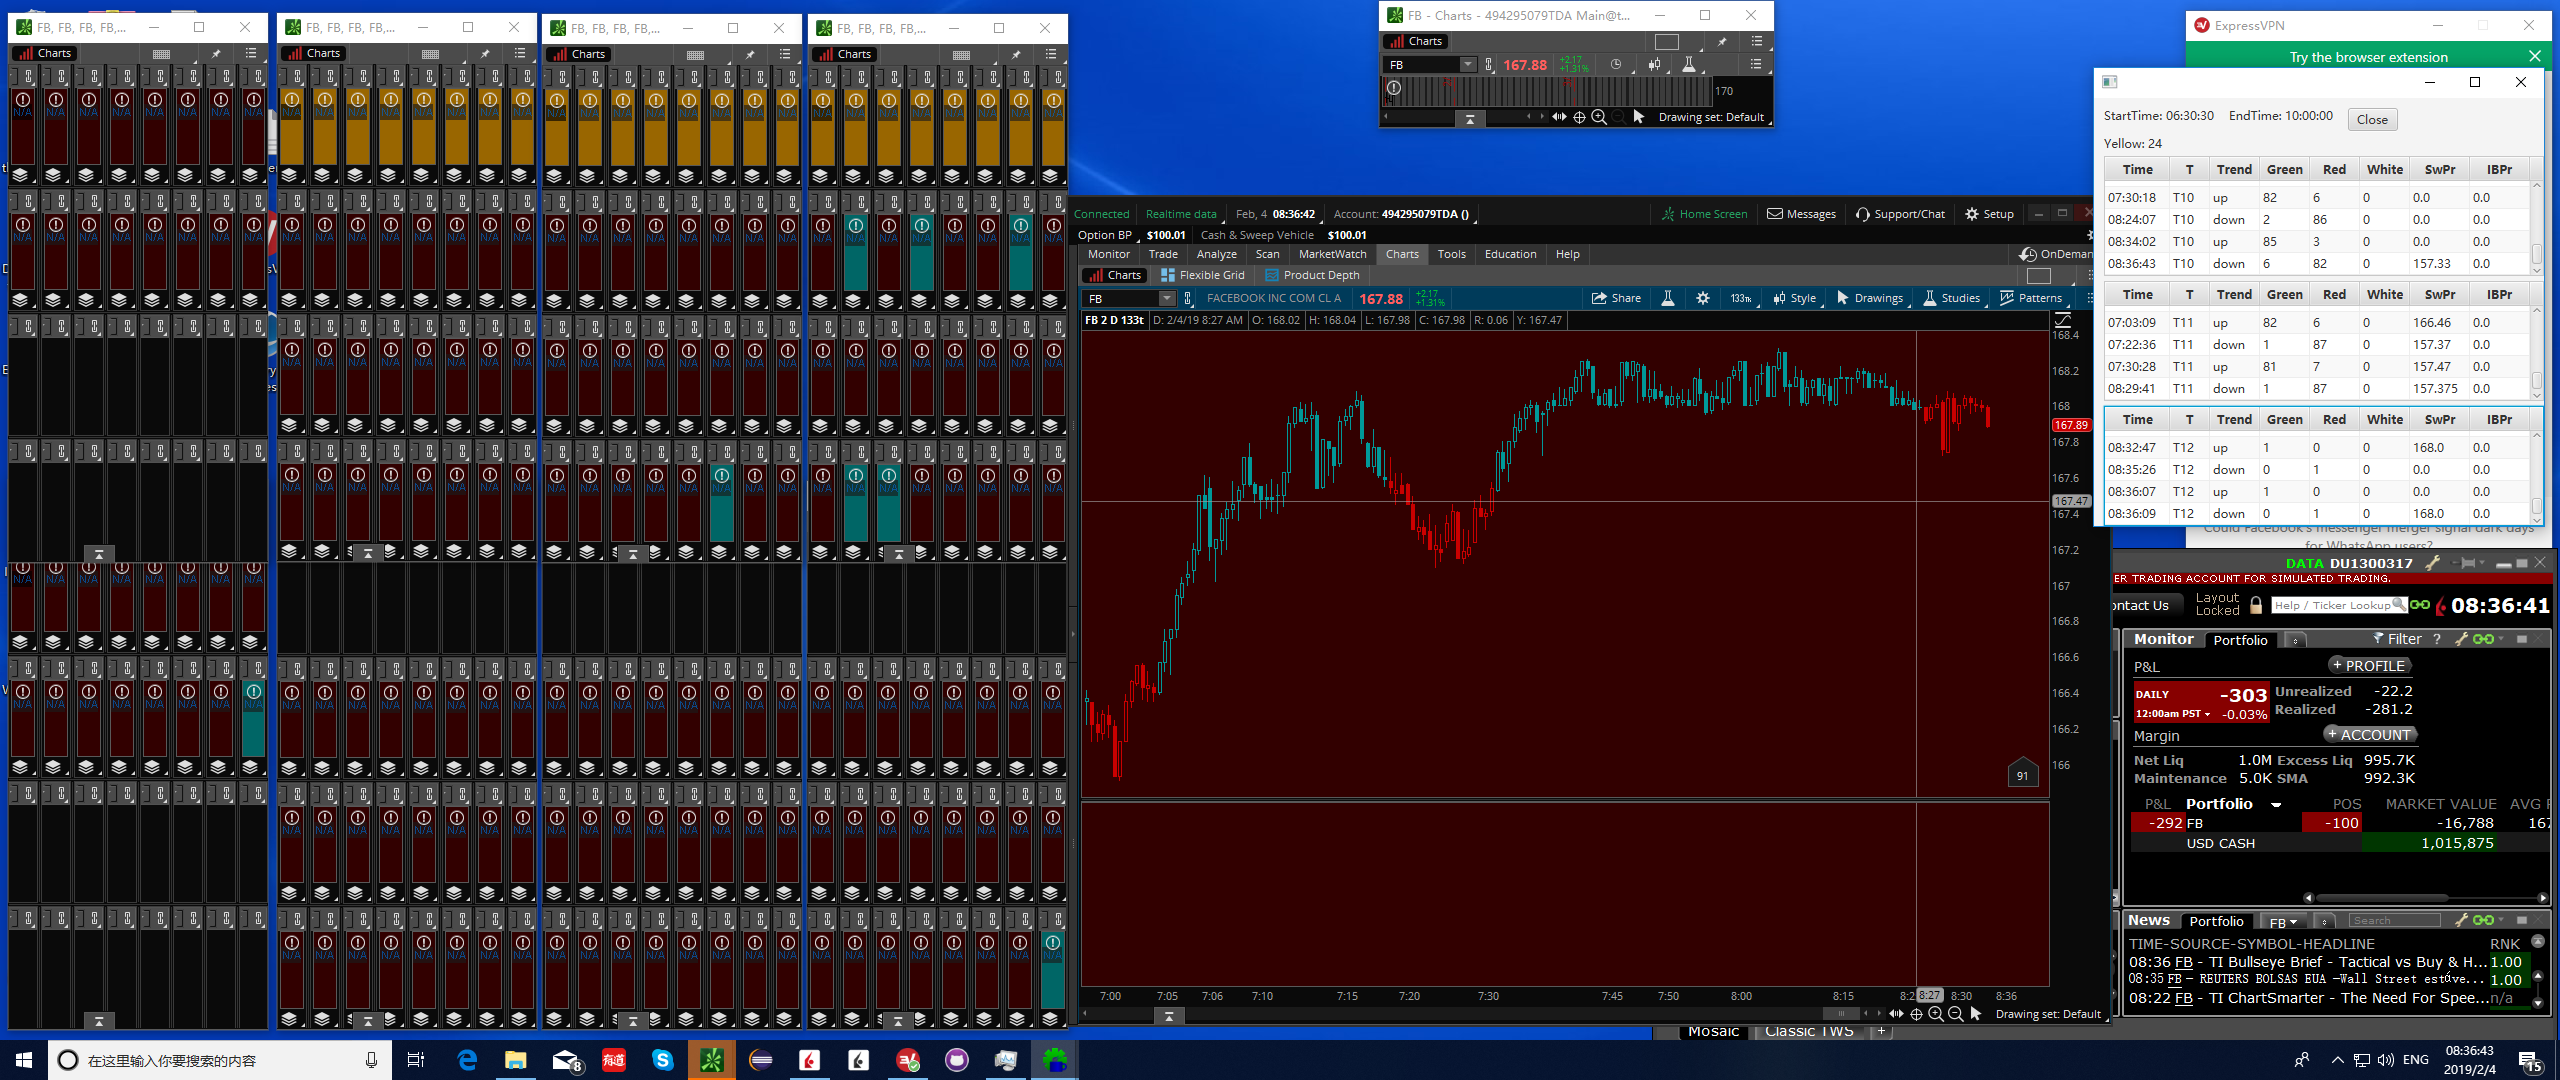 FB, FB, FB, FB,...
FB, FB, FB, FB,...
FB, FB, FB, FB,...
FB, FB, FB, FB,...
Charts
Charts
Charts
Charts
FB - Charts - 494295079TDA Main@t...
Charts
FB
167.88
+2.17
+1.31%
170
Drawing set: Default
ExpressVPN
Try the browser extension
StartTime: 06:30:30 EndTime: 10:00:00 Close
Yellow: 24
Time T Trend Green Red White SwPr IBPr
07:30:18 T10 up 82 6 0 0.0 0.0
08:24:07 T10 down 2 86 0 0.0 0.0
08:34:02 T10 up 85 3 0 0.0 0.0
08:36:43 T10 down 6 82 0 157.33 0.0
Time T Trend Green Red White SwPr IBPr
07:03:09 T11 up 82 6 0 166.46 0.0
07:22:36 T11 down 1 87 0 157.37 0.0
07:30:28 T11 up 81 7 0 157.47 0.0
08:29:41 T11 down 1 87 0 157.375 0.0
Time T Trend Green Red White SwPr IBPr
08:32:47 T12 up 1 0 0 168.0 0.0
08:35:26 T12 down 0 1 0 0.0 0.0
08:36:07 T12 up 1 0 0 0.0 0.0
08:36:09 T12 down 0 1 0 168.0 0.0
Could Facebook's messenger merger signal dark days
for WhatsApp users?
Connected Realtime data Feb, 4 08:36:42 Account: 494295079TDA () Home Screen Messages Support/Chat Setup
Option BP $100.01 Cash & Sweep Vehicle $100.01
Monitor Trade Analyze Scan MarketWatch Charts Tools Education Help OnDeman
Charts Flexible Grid Product Depth
FB FACEBOOK INC COM CL A 167.88 +2.17 +1.31% Share 133tk Style Drawings Studies Patterns
FB 2 D 133t D: 2/4/19 8:27 AM O: 168.02 H: 168.04 L: 167.98 C: 167.98 R: 0.06 Y: 167.47
168.4
168.2
168
167.89
167.8
167.6
167.47
167.4
167.2
167
166.8
166.6
166.4
166.2
166
91
7:00 7:05 7:06 7:10 7:15 7:20 7:30 7:45 7:50 8:00 8:15 8:2 8:27 8:30 8:36
Drawing set: Default
Mosaic Classic TWS +
DATA DU1300317
ER TRADING ACCOUNT FOR SIMULATED TRADING.
ontact Us Layout Locked Help / Ticker Lookup 08:36:41
Monitor Portfolio Filter ?
P&L + PROFILE
DAILY -303 Unrealized -22.2
12:00am PST -0.03% Realized -281.2
Margin + ACCOUNT
Net Liq 1.0M Excess Liq 995.7K
Maintenance 5.0K SMA 992.3K
P&L Portfolio POS MARKET VALUE AVG P
-292 FB -100 -16,788 167
USD CASH 1,015,875
News Portfolio FB Search
TIME-SOURCE-SYMBOL-HEADLINE RNK
08:36 FB - TI Bullseye Brief - Tactical vs Buy & H... 1.00
08:35 FB - REUTERS BOLSAS EUA -Wall Street estável... 1.00
08:22 FB - TI ChartSmarter - The Need For Spee... n/a
在这里输入你要搜索的内容
8
有道
ENG
08:36:43
2019/2/4
15